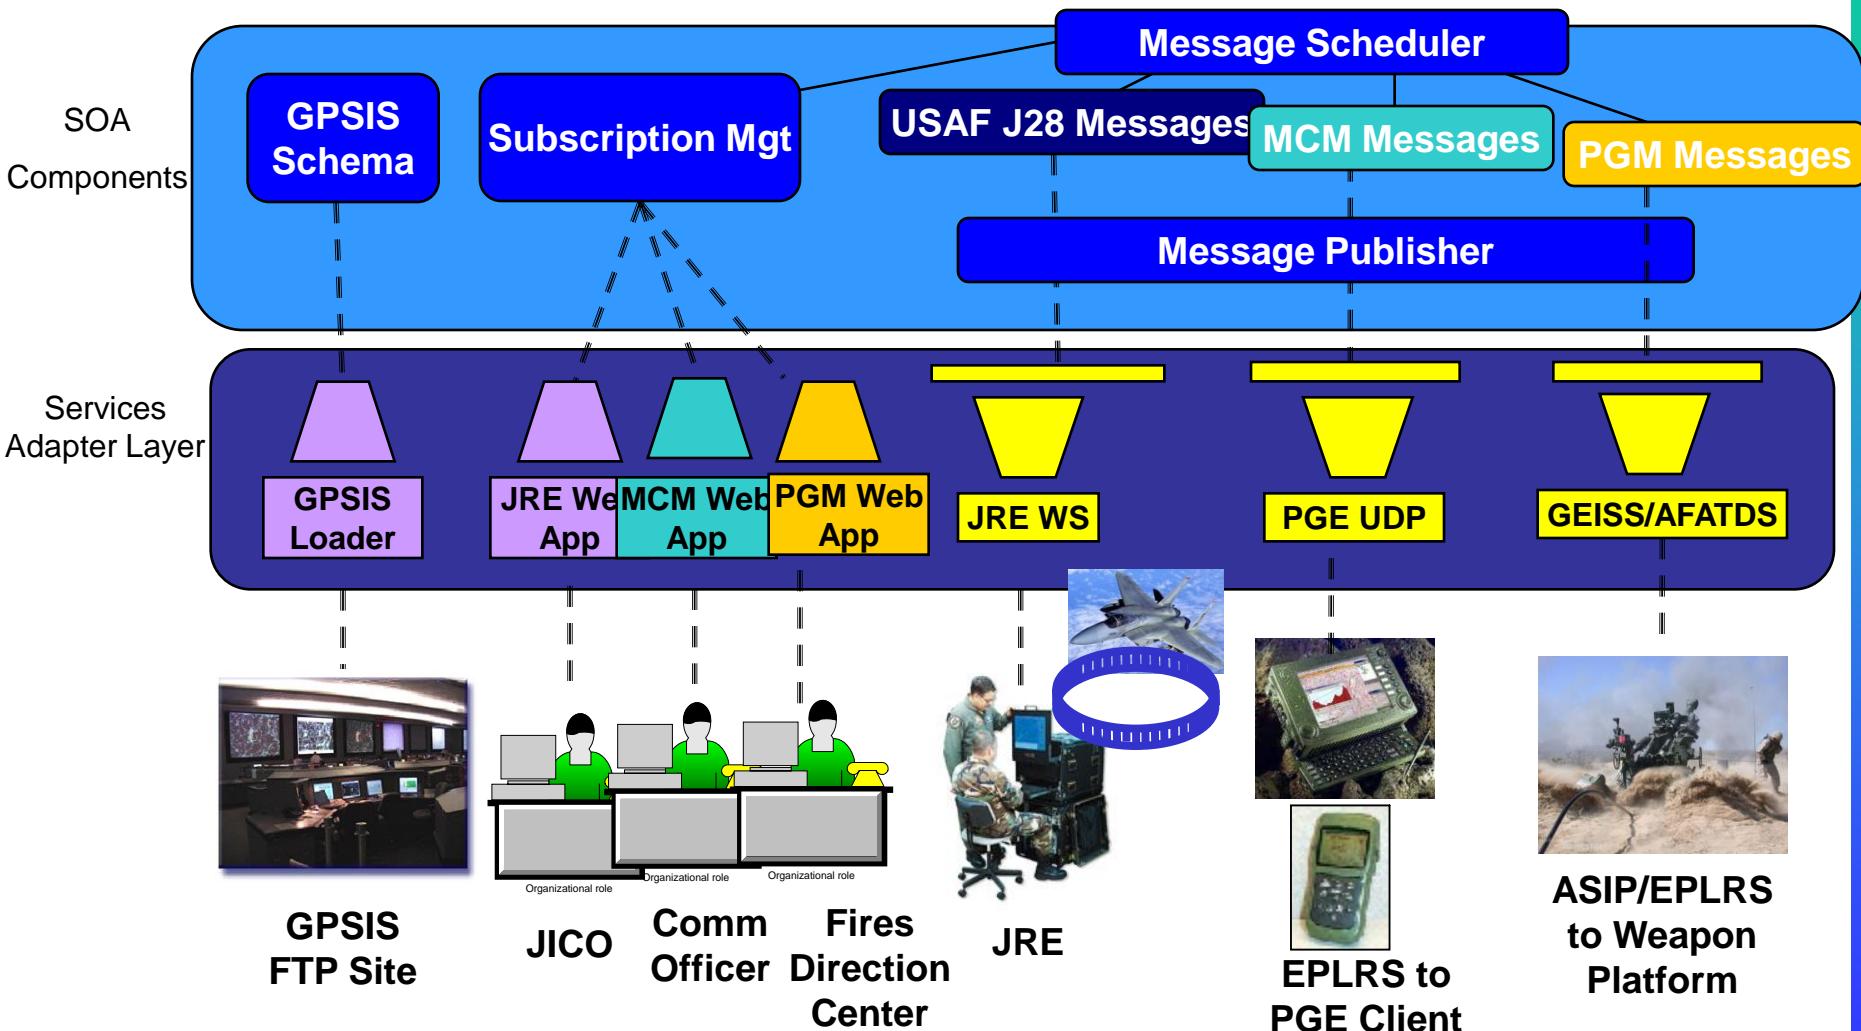 Message Scheduler
SOA
Components
GPSIS
Schema
Subscription Mgt
USAF J28 Messages
MCM Messages
PGM Messages
Message Publisher
Services
Adapter Layer
GPSIS
Loader
JRE We
App
MCM Web
App
PGM Web
App
JRE WS
PGE UDP
GEISS/AFATDS
Organizational role
Organizational role
Organizational role
GPSIS
FTP Site
JICO
Comm
Officer
Fires
Direction
Center
JRE
EPLRS to
PGE Client
ASIP/EPLRS
to Weapon
Platform